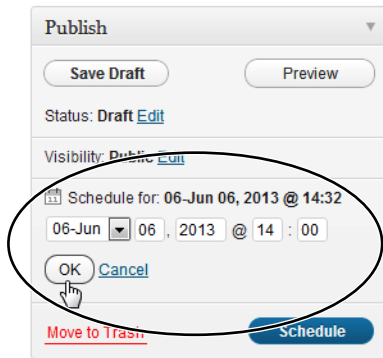 Publish
Save Draft Preview
Status: Draft Edit
Visibility: Public Edit
11 Schedule for: 06-Jun 06, 2013 @ 14:32
06-Jun 06 , 2013 @ 14 : 00
OK Cancel
Move to Trash Schedule